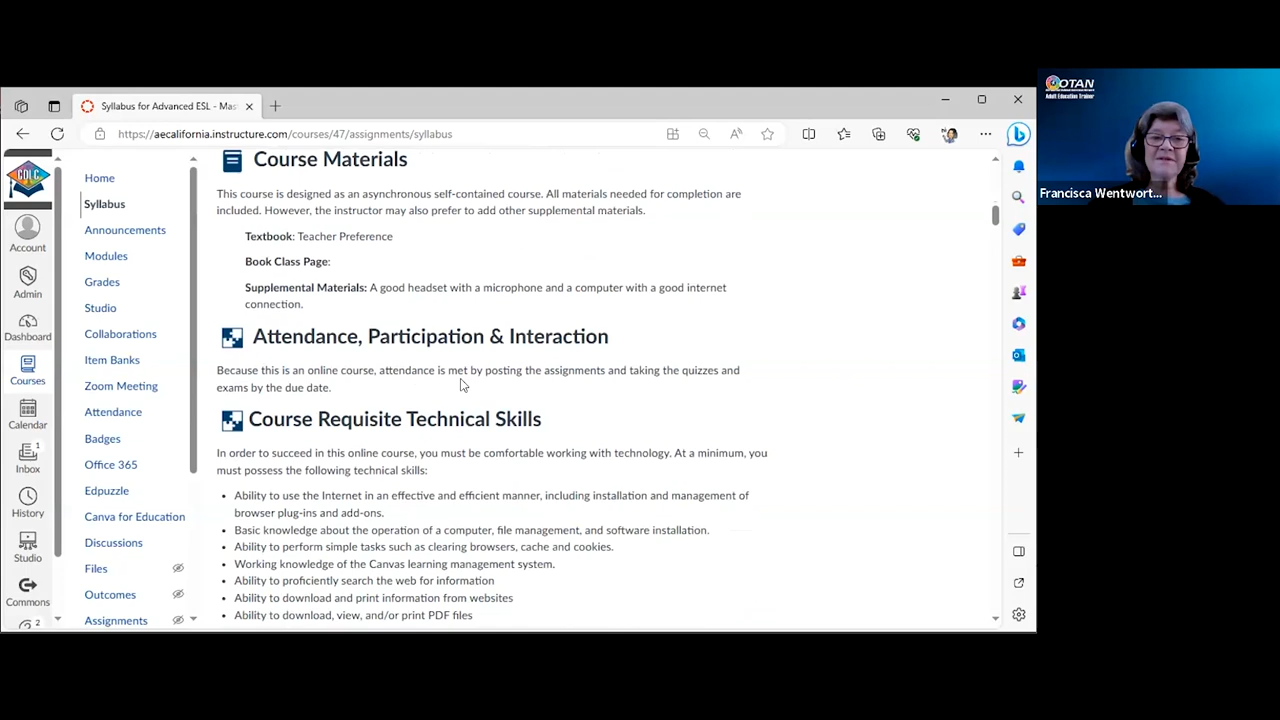 Syllabus for Advanced ESL - Mas
https://aecalifornia.instructure.com/courses/47/assignments/syllabus
COLC
Account
Admin
Dashboard
Courses
Calendar
1
Inbox
History
Studio
Commons
2
Home
Syllabus
Announcements
Modules
Grades
Studio
Collaborations
Item Banks
Zoom Meeting
Attendance
Badges
Office 365
Edpuzzle
Canva for Education
Discussions
Files
Outcomes
Assignments
Course Materials
This course is designed as an asynchronous self-contained course. All materials needed for completion are
included. However, the instructor may also prefer to add other supplemental materials.
Textbook: Teacher Preference
Book Class Page:
Supplemental Materials: A good headset with a microphone and a computer with a good internet
connection.
Attendance, Participation & Interaction
Because this is an online course, attendance is met by posting the assignments and taking the quizzes and
exams by the due date.
Course Requisite Technical Skills
In order to succeed in this online course, you must be comfortable working with technology. At a minimum, you
must possess the following technical skills:
• Ability to use the Internet in an effective and efficient manner, including installation and management of
browser plug-ins and add-ons.
• Basic knowledge about the operation of a computer, file management, and software installation.
• Ability to perform simple tasks such as clearing browsers, cache and cookies.
• Working knowledge of the Canvas learning management system.
• Ability to proficiently search the web for information
• Ability to download and print information from websites
• Ability to download, view, and/or print PDF files
OTAN
Adult Education Trainer
Francisca Wentwort...